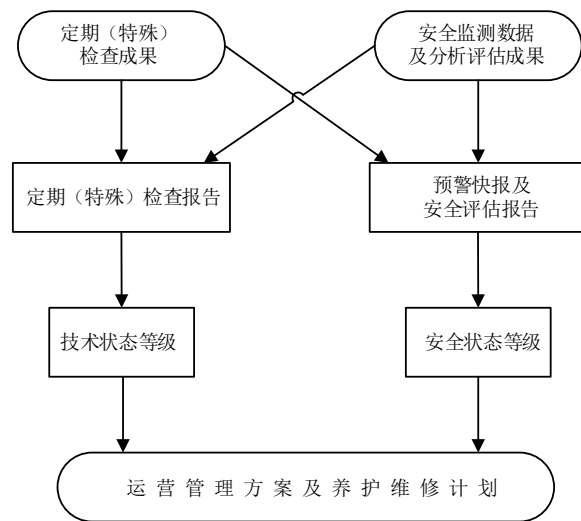 定期（特殊）
检查成果
安全监测数据
及分析评估成果
定期（特殊）检查报告
预警快报及
安全评估报告
技术状态等级
安全状态等级
运营管理方案及养护维修计划